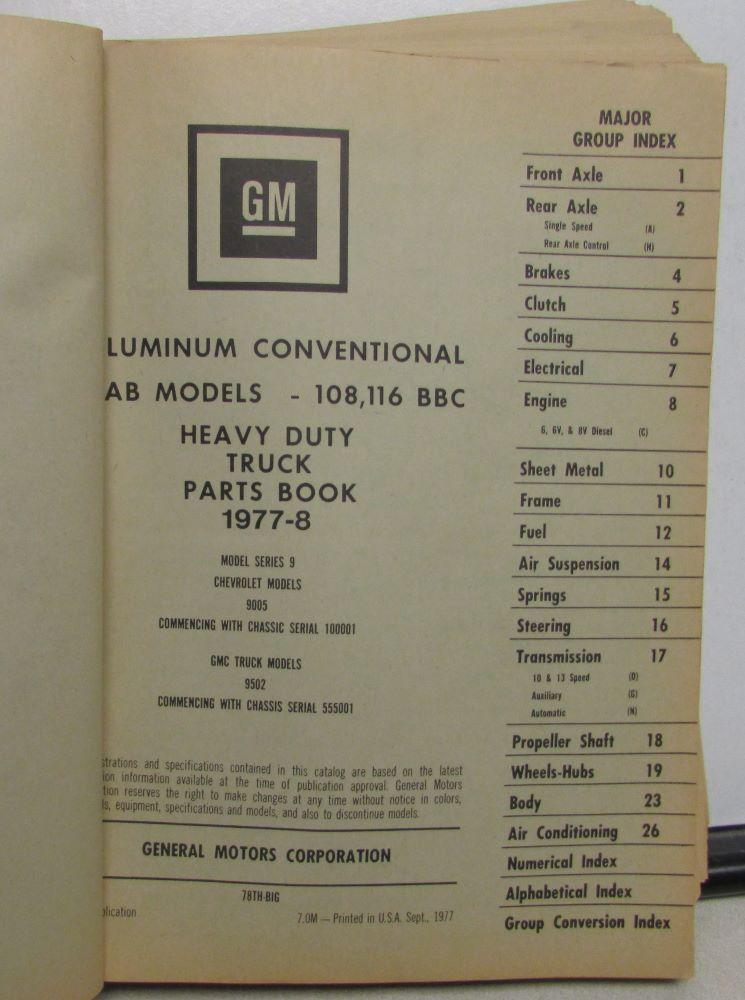 GM
LUMINUM CONVENTIONAL
AB MODELS - 108,116 BBC
HEAVY DUTY
TRUCK
PARTS BOOK
1977-8
MODEL SERIES 9
CHEVROLET MODELS
9005
COMMENCING WITH CHASSIC SERIAL 100001
GMC TRUCK MODELS
9502
COMMENCING WITH CHASSIS SERIAL 555001
strations and specifications contained in this catalog are based on the latest
ion information available at the time of publication approval. General Motors
tion reserves the right to make changes at any time without notice in colors,
ls, equipment, specifications and models, and also to discontinue models.
GENERAL MOTORS CORPORATION
78TH-BIG
blication
7.0M — Printed in U.S.A. Sept., 1977
MAJOR
GROUP INDEX
Front Axle 1
Rear Axle 2
Single Speed (A)
Rear Axle Control (H)
Brakes 4
Clutch 5
Cooling 6
Electrical 7
Engine 8
6, 6V, & 8V Diesel (C)
Sheet Metal 10
Frame 11
Fuel 12
Air Suspension 14
Springs 15
Steering 16
Transmission 17
10 & 13 Speed (D)
Auxiliary (G)
Automatic (N)
Propeller Shaft 18
Wheels-Hubs 19
Body 23
Air Conditioning 26
Numerical Index
Alphabetical Index
Group Conversion Index